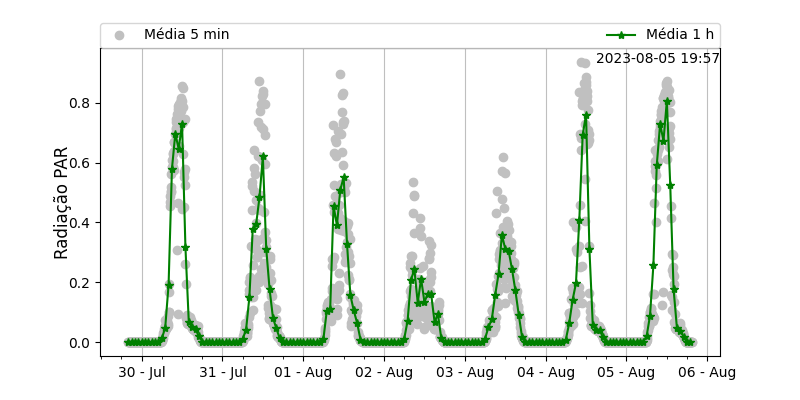 Média 5 min
Média 1 h
2023-08-05 19:57
Radiação PAR
0.8
0.6
0.4
0.2
0.0
30 - Jul
31 - Jul
01 - Aug
02 - Aug
03 - Aug
04 - Aug
05 - Aug
06 - Aug